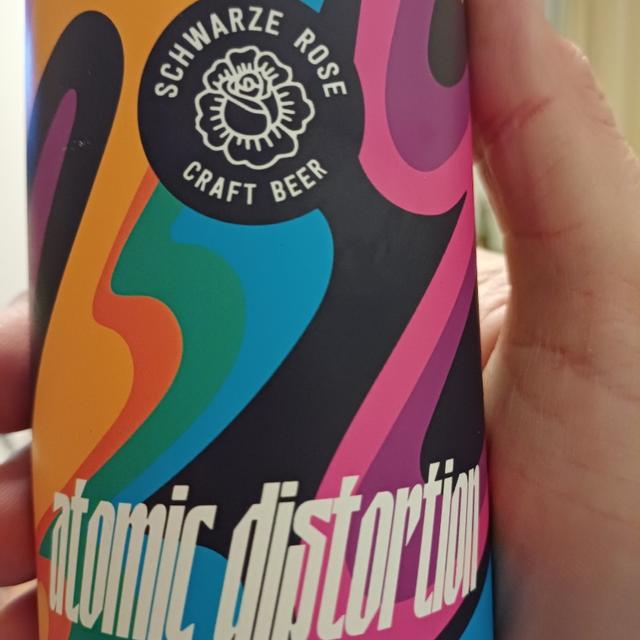 SCHWARZE ROSE
CRAFT BEER
atomic distortion